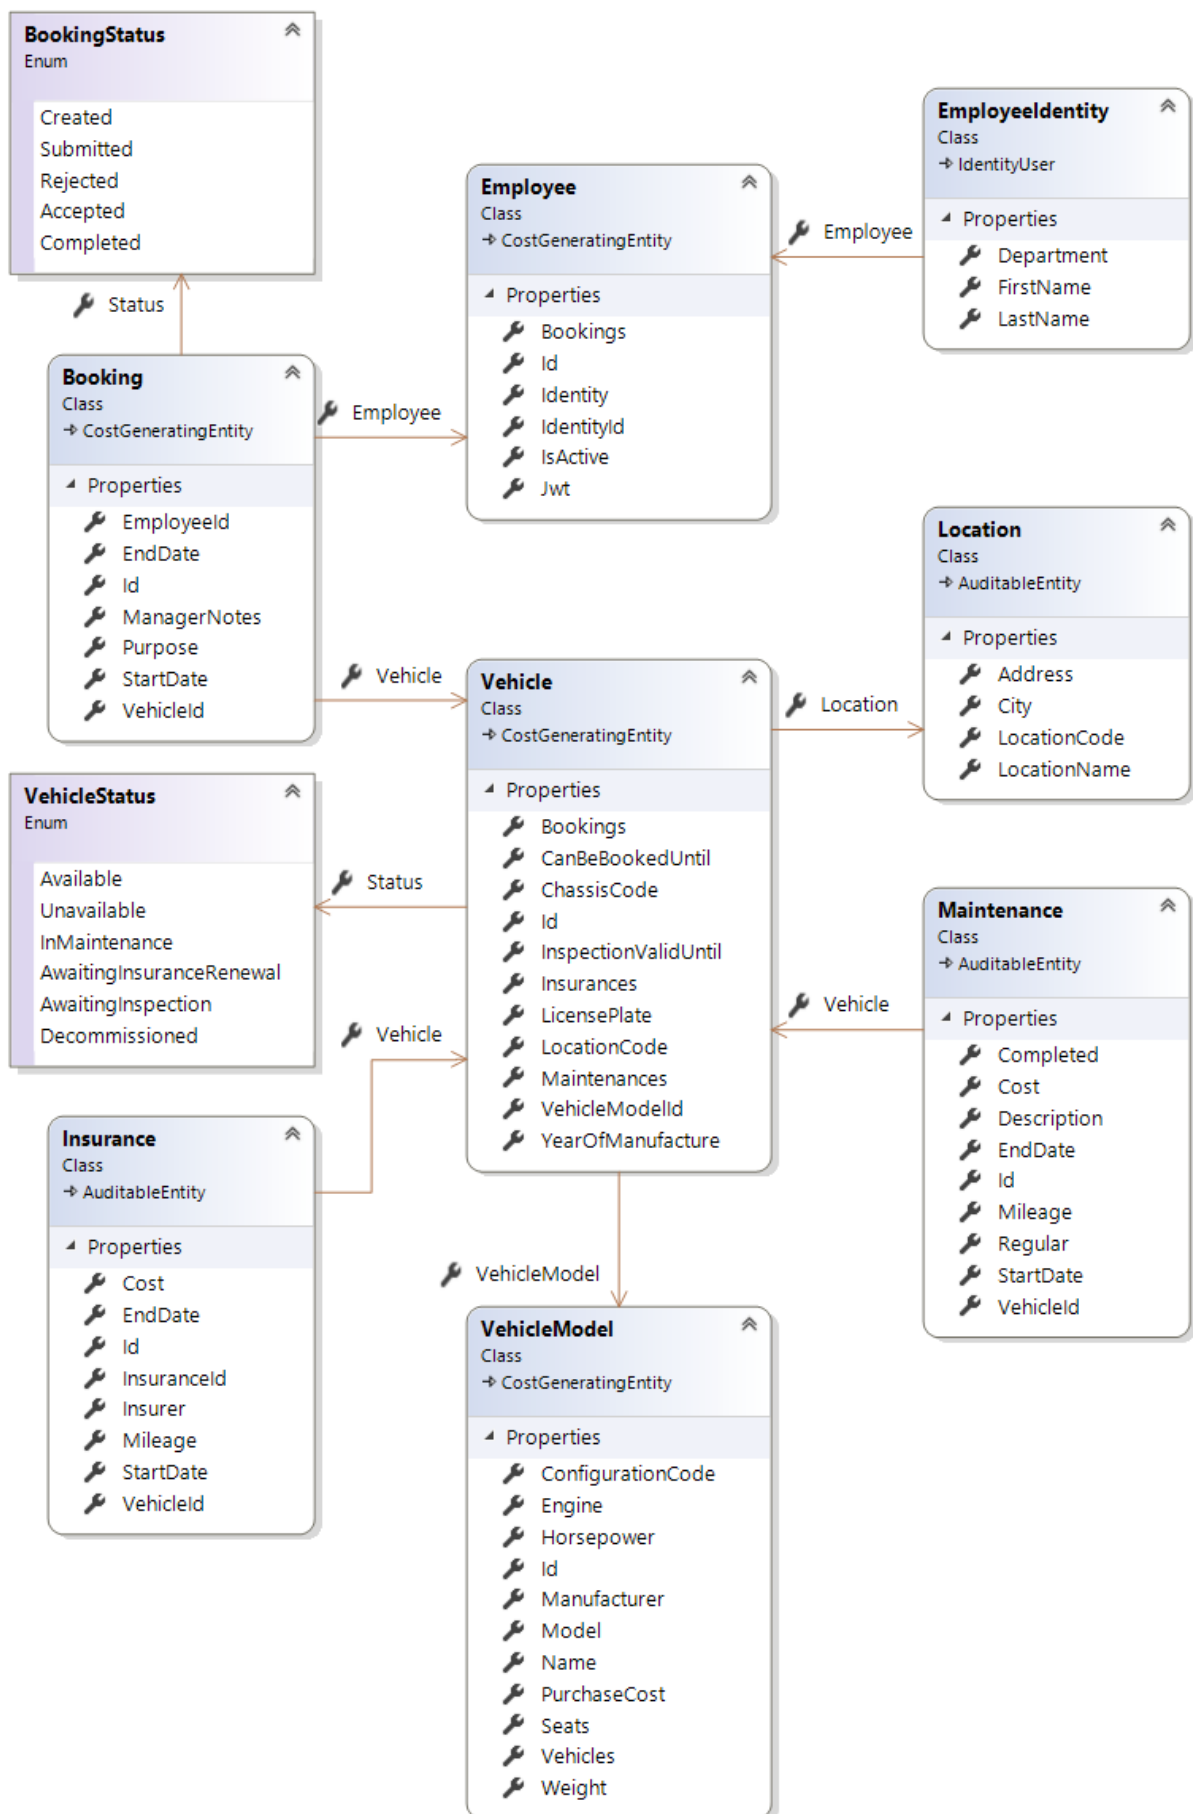 BookingStatus
Enum
Created
Submitted
Rejected
Accepted
Completed
Status
Booking
Class
CostGeneratingEntity
Properties
EmployeeId
EndDate
Id
ManagerNotes
Purpose
StartDate
VehicleId
Employee
Vehicle
Employee
Class
CostGeneratingEntity
Properties
Bookings
Id
Identity
IdentityId
IsActive
Jwt
Employee
EmployeeIdentity
Class
IdentityUser
Properties
Department
FirstName
LastName
Location
Class
AuditableEntity
Properties
Address
City
LocationCode
LocationName
Location
Vehicle
Class
CostGeneratingEntity
Properties
Bookings
CanBeBookedUntil
ChassisCode
Id
InspectionValidUntil
Insurances
LicensePlate
LocationCode
Maintenances
VehicleModelId
YearOfManufacture
Status
VehicleStatus
Enum
Available
Unavailable
InMaintenance
AwaitingInsuranceRenewal
AwaitingInspection
Decommissioned
Vehicle
Insurance
Class
AuditableEntity
Properties
Cost
EndDate
Id
InsuranceId
Insurer
Mileage
StartDate
VehicleId
Vehicle
Maintenance
Class
AuditableEntity
Properties
Completed
Cost
Description
EndDate
Id
Mileage
Regular
StartDate
VehicleId
VehicleModel
VehicleModel
Class
CostGeneratingEntity
Properties
ConfigurationCode
Engine
Horsepower
Id
Manufacturer
Model
Name
PurchaseCost
Seats
Vehicles
Weight